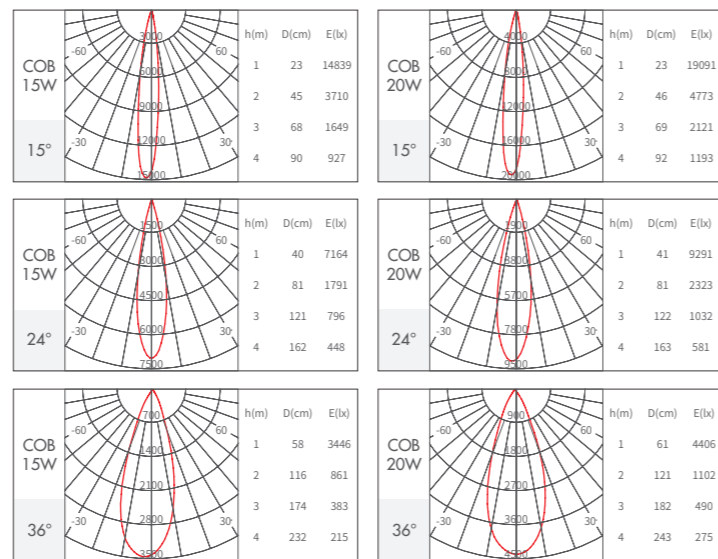 COB
15W
15°
-60
60
-30
30
3000
6000
9000
12000
15000
h(m) D(cm) E(lx)
1 23 14839
2 45 3710
3 68 1649
4 90 927
COB
20W
15°
-60
60
-30
30
4000
8000
12000
16000
20000
h(m) D(cm) E(lx)
1 23 19091
2 46 4773
3 69 2121
4 92 1193
COB
15W
24°
-60
60
-30
30
1500
3000
4500
6000
7500
h(m) D(cm) E(lx)
1 40 7164
2 81 1791
3 121 796
4 162 448
COB
20W
24°
-60
60
-30
30
1900
3800
5700
7800
9500
h(m) D(cm) E(lx)
1 41 9291
2 81 2323
3 122 1032
4 163 581
COB
15W
36°
-60
60
-30
30
700
1400
2100
2800
3500
h(m) D(cm) E(lx)
1 58 3446
2 116 861
3 174 383
4 232 215
COB
20W
36°
-60
60
-30
30
900
1800
2700
3600
4500
h(m) D(cm) E(lx)
1 61 4406
2 121 1102
3 182 490
4 243 275